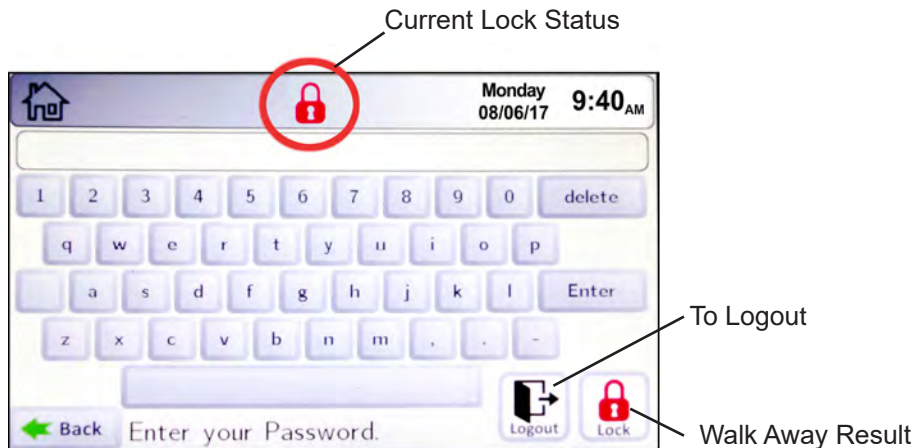 Current Lock Status
Monday
08/06/17 9:40AM
1 2 3 4 5 6 7 8 9 0 delete
q w e r t y u i o p
a s d f g h j k l Enter
z x c v b n m , . -
To Logout
Back Enter your Password. Logout Lock
Walk Away Result